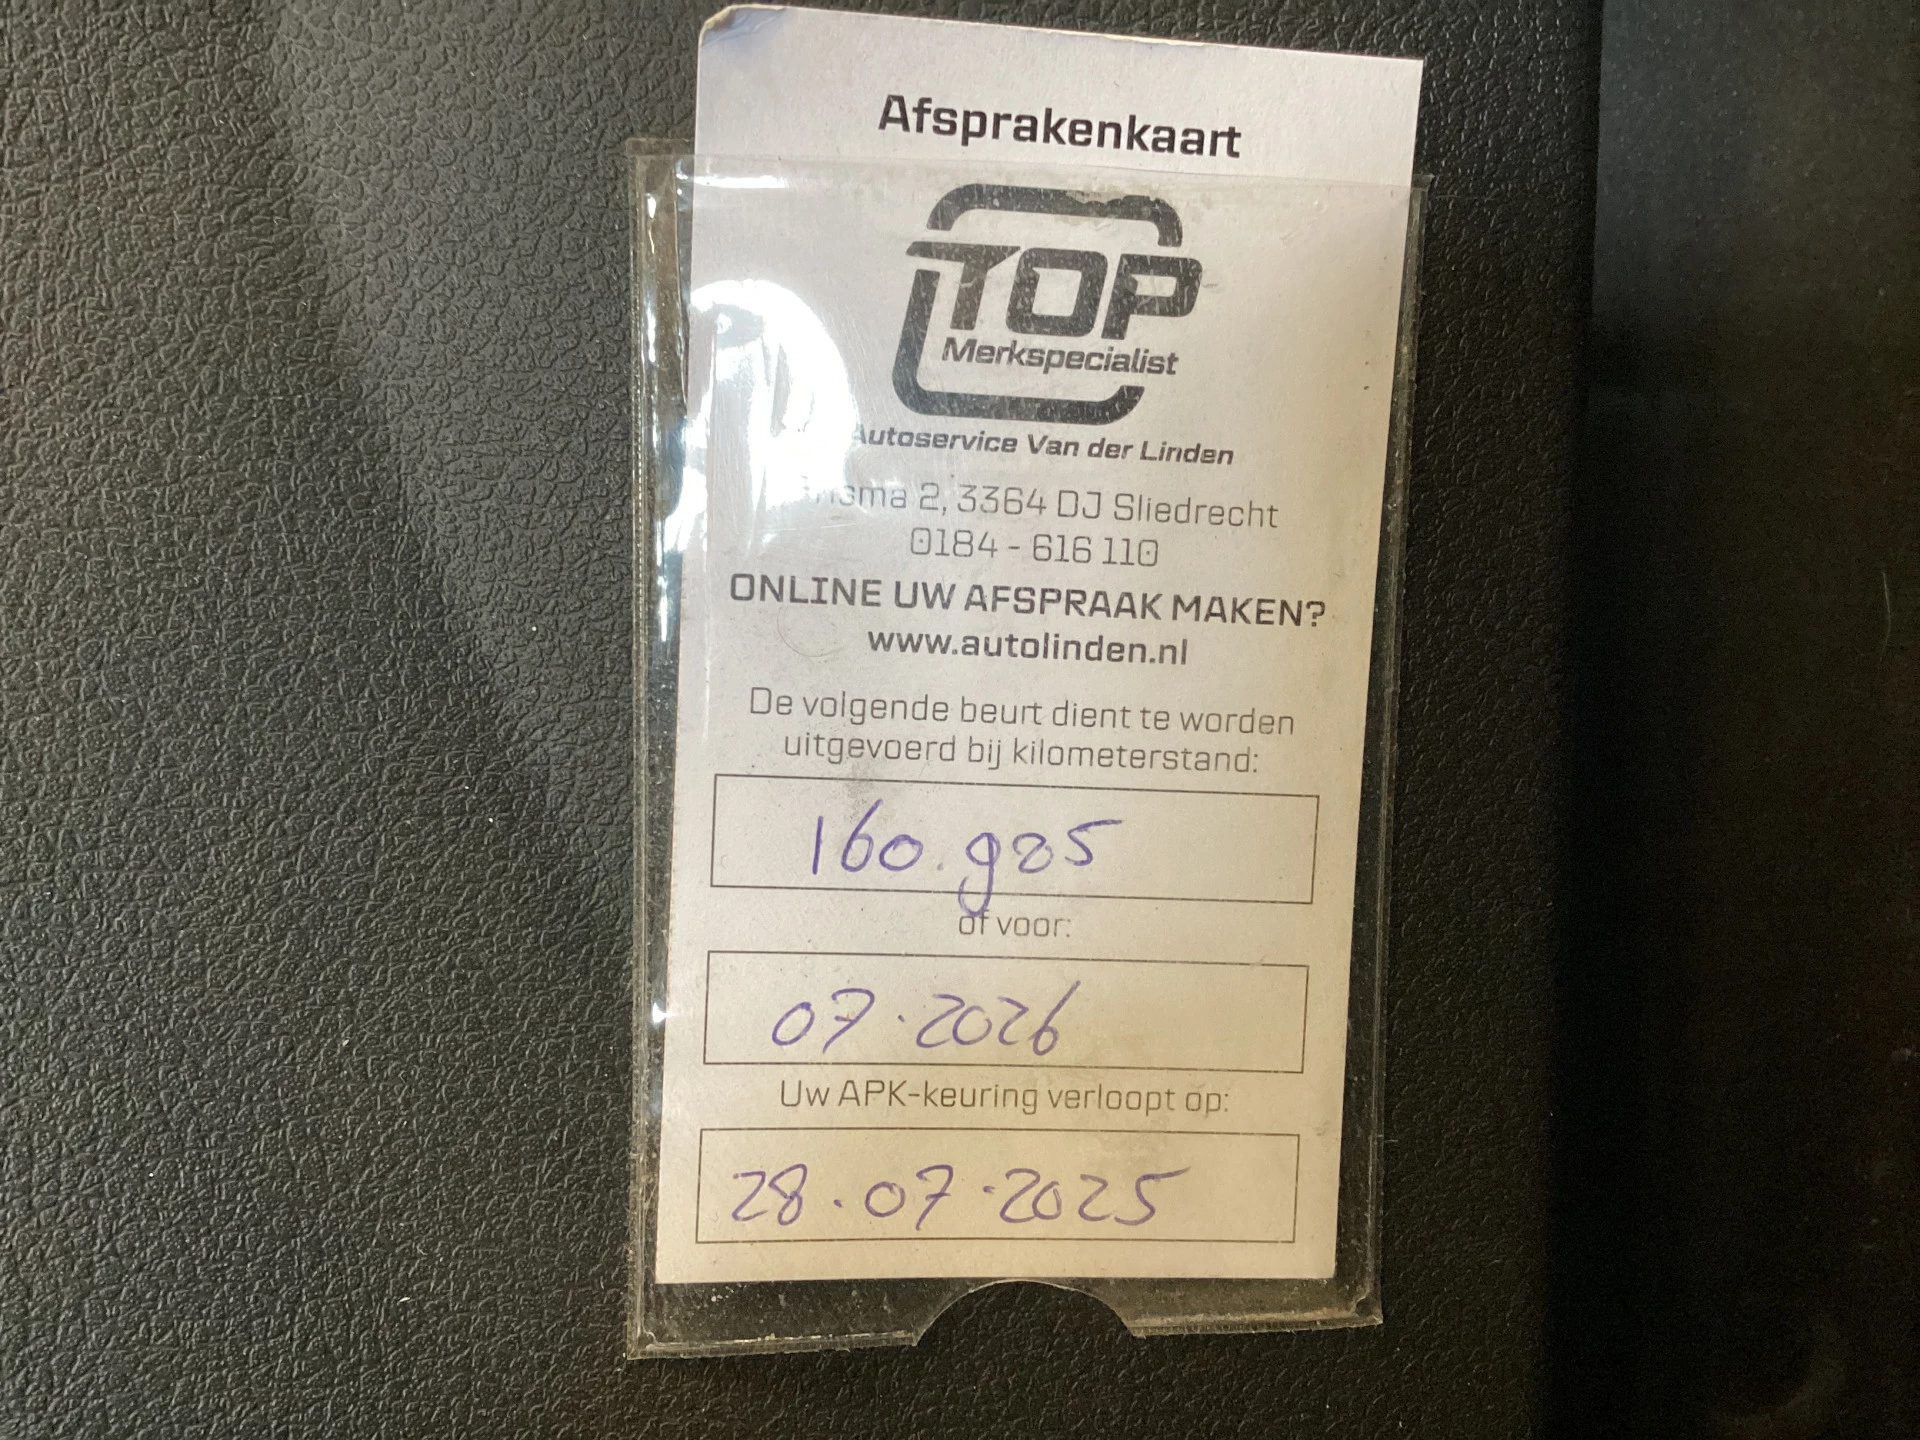 Afsprakenkaart
TOP
Merkspecialist
Autoservice Van der Linden
2, 3364 DJ Sliedrecht
0184 - 616 110
ONLINE UW AFSPRAAK MAKEN?
www.autolinden.nl
De volgende beurt dient te worden
uitgevoerd bij kilometerstand:
160.985
of voor:
07.2026
Uw APK-keuring verloopt op:
28.07.2025